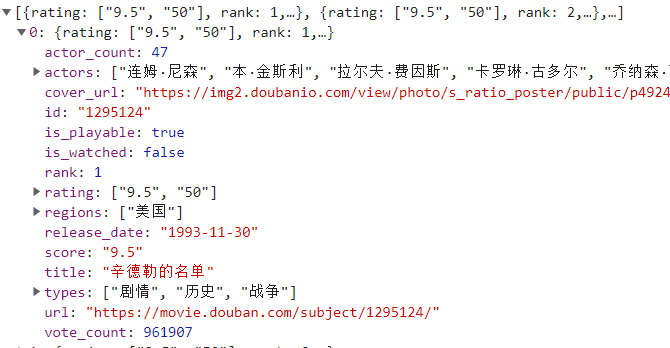 [{rating: ["9.5", "50"], rank: 1,…}, {rating: ["9.5", "50"], rank: 2,…},…]
0: {rating: ["9.5", "50"], rank: 1,…}
actor_count: 47
actors: ["连姆·尼森", "本·金斯利", "拉尔夫·费因斯", "卡罗琳·古多尔", "乔纳森·
cover_url: "https://img2.doubanio.com/view/photo/s_ratio_poster/public/p4924
id: "1295124"
is_playable: true
is_watched: false
rank: 1
rating: ["9.5", "50"]
regions: ["美国"]
release_date: "1993-11-30"
score: "9.5"
title: "辛德勒的名单"
types: ["剧情", "历史", "战争"]
url: "https://movie.douban.com/subject/1295124/"
vote_count: 961907